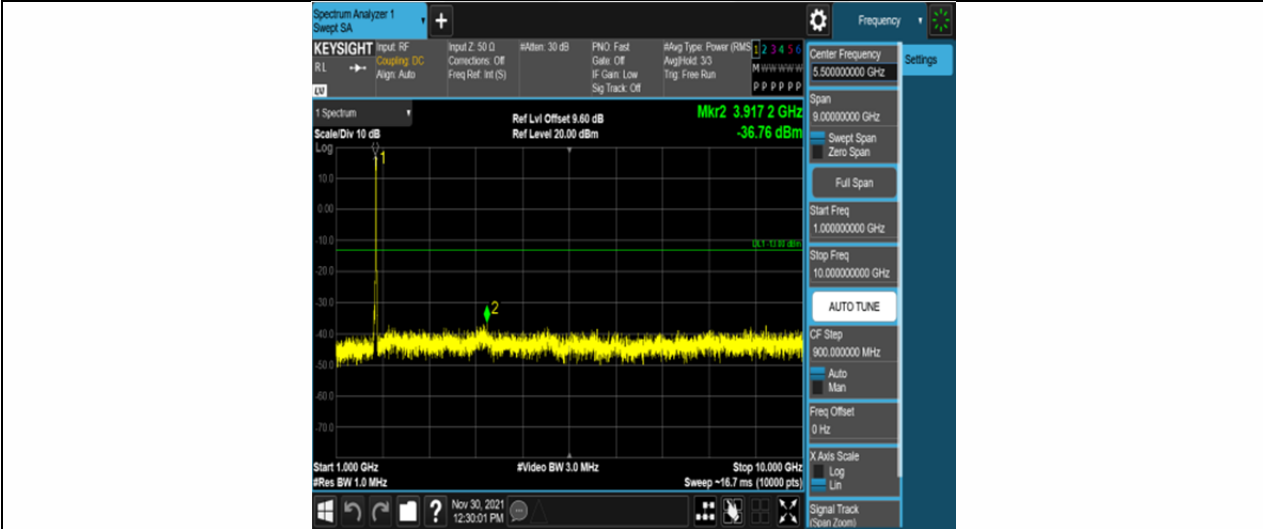 Spectrum Analyzer 1
Swept SA
+
Frequency
KEYSIGHT
RL
LV
Input: RF
Coupling: DC
Align: Auto
Input Z: 50 Ω
Corrections: Off
Freq Ref: Int (S)
#Atten: 30 dB
PNO: Fast
Gate: Off
IF Gain: Low
Sig Track: Off
#Avg Type: Power (RMS
Avg|Hold: 3/3
Trig: Free Run
1 2 3 4 5 6
M W W W W W
P P P P P P
Center Frequency
5.500000000 GHz
Settings
Span
9.00000000 GHz
Swept Span
Zero Span
Full Span
Start Freq
1.000000000 GHz
Stop Freq
10.000000000 GHz
AUTO TUNE
CF Step
900.000000 MHz
Auto
Man
Freq Offset
0 Hz
X Axis Scale
Log
Lin
Signal Track
(Span Zoom)
1 Spectrum
Scale/Div 10 dB
Log
Ref Lvl Offset 9.60 dB
Ref Level 20.00 dBm
Mkr2 3.917 2 GHz
-36.76 dBm
1
10.0
0.00
-10.0
DL1 -13.00 dBm
-20.0
-30.0
2
-40.0
-50.0
-60.0
-70.0
Start 1.000 GHz
#Res BW 1.0 MHz
#Video BW 3.0 MHz
Stop 10.000 GHz
Sweep ~16.7 ms (10000 pts)
?
Nov 30, 2021
12:30:01 PM